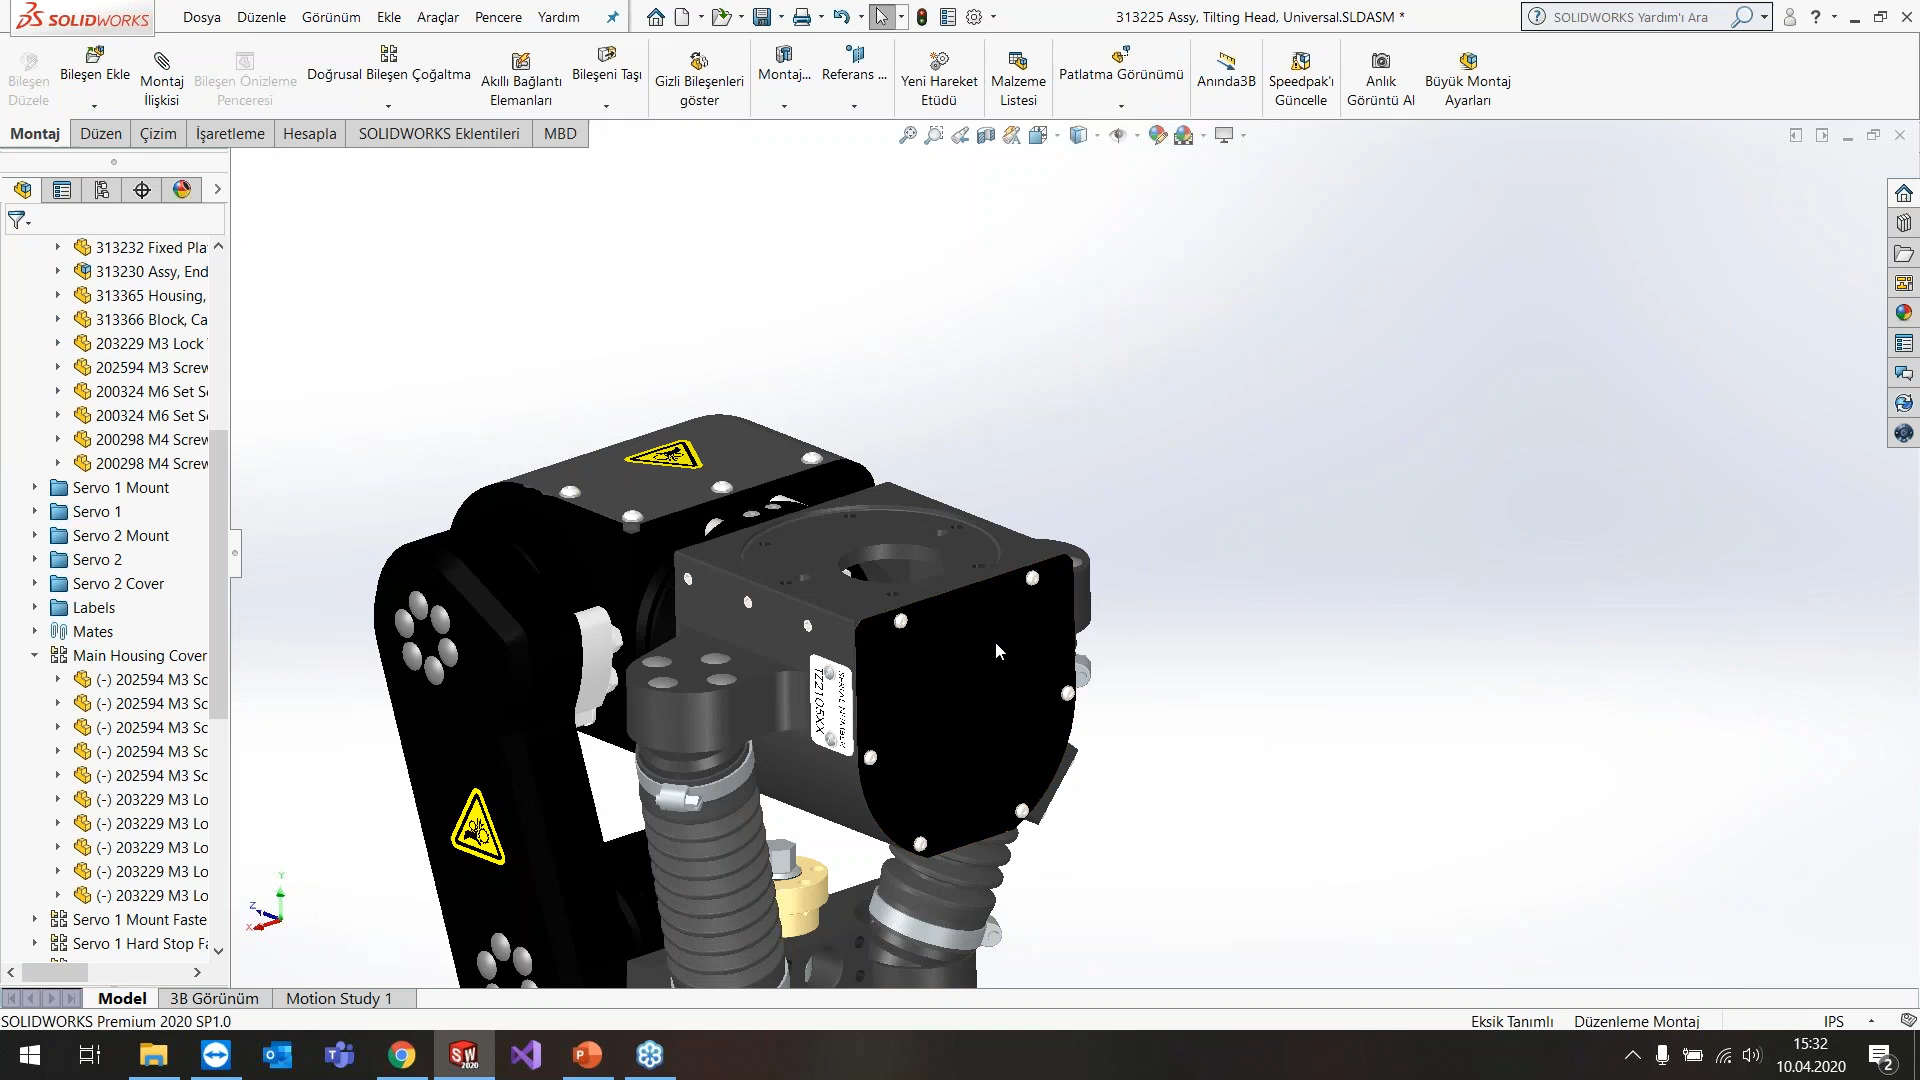 SOLIDWORKS
Dosya Düzenle Görünüm Ekle Araçlar Pencere Yardım
313225 Assy, Tilting Head, Universal.SLDASM *
SOLIDWORKS Yardım'ı Ara
Bileşen Düzele
Bileşen Ekle
Montaj İlişkisi
Bileşen Önizleme Penceresi
Doğrusal Bileşen Çoğaltma
Akıllı Bağlantı Elemanları
Bileşeni Taşı
Gizli Bileşenleri göster
Montaj...
Referans ...
Yeni Hareket Etüdü
Malzeme Listesi
Patlatma Görünümü
Anında3B
Speedpak'ı Güncelle
Anlık Görüntü Al
Büyük Montaj Ayarları
Montaj Düzen Çizim İşaretleme Hesapla SOLIDWORKS Eklentileri MBD
313232 Fixed Pla
313230 Assy, End
313365 Housing,
313366 Block, Ca
203229 M3 Lock
202594 M3 Screw
200324 M6 Set S
200324 M6 Set S
200298 M4 Screw
200298 M4 Screw
Servo 1 Mount
Servo 1
Servo 2 Mount
Servo 2
Servo 2 Cover
Labels
Mates
Main Housing Cover
(-) 202594 M3 Sc
(-) 202594 M3 Sc
(-) 202594 M3 Sc
(-) 202594 M3 Sc
(-) 202594 M3 Sc
(-) 203229 M3 Lo
(-) 203229 M3 Lo
(-) 203229 M3 Lo
(-) 203229 M3 Lo
(-) 203229 M3 Lo
Servo 1 Mount Faste
Servo 1 Hard Stop Fa
SERIAL NUMBER
TZ2105XX
Y
Z
X
Model 3B Görünüm Motion Study 1
SOLIDWORKS Premium 2020 SP1.0
Eksik Tanımlı Düzenleme Montaj IPS
15:32
10.04.2020
2